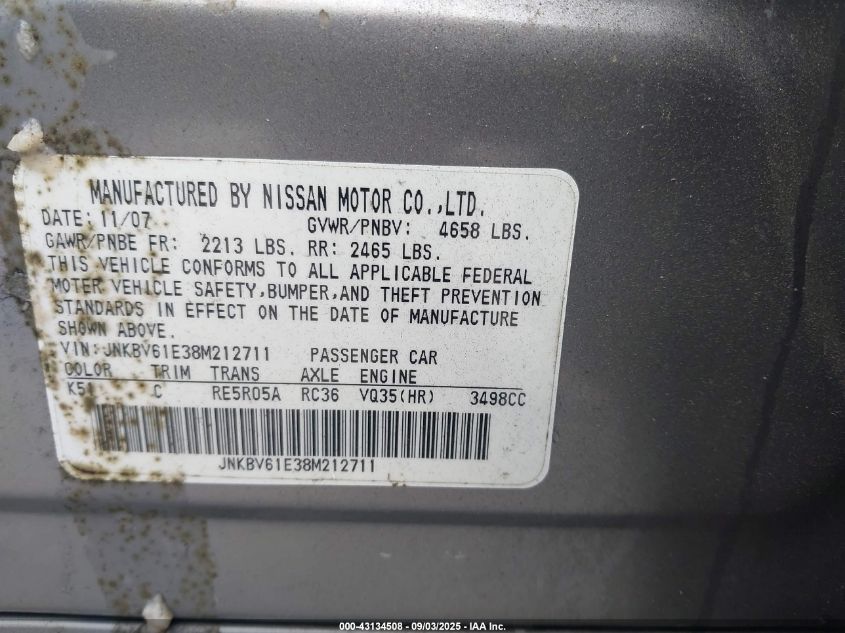 MANUFACTURED BY NISSAN MOTOR CO.,LTD.
DATE: 11/07 GVWR/PNBV: 4658 LBS.
GAWR/PNBE FR: 2213 LBS. RR: 2465 LBS.
THIS VEHICLE CONFORMS TO ALL APPLICABLE FEDERAL
MOTER VEHICLE SAFETY,BUMPER,AND THEFT PREVENTION
STANDARDS IN EFFECT ON THE DATE OF MANUFACTURE
SHOWN ABOVE.
VIN:JNKBV61E38M212711 PASSENGER CAR
COLOR TRIM TRANS AXLE ENGINE
K51 C RE5R05A RC36 VQ35(HR) 3498CC
JNKBV61E38M212711
000-43134508 - 09/03/2025 - IAA Inc.